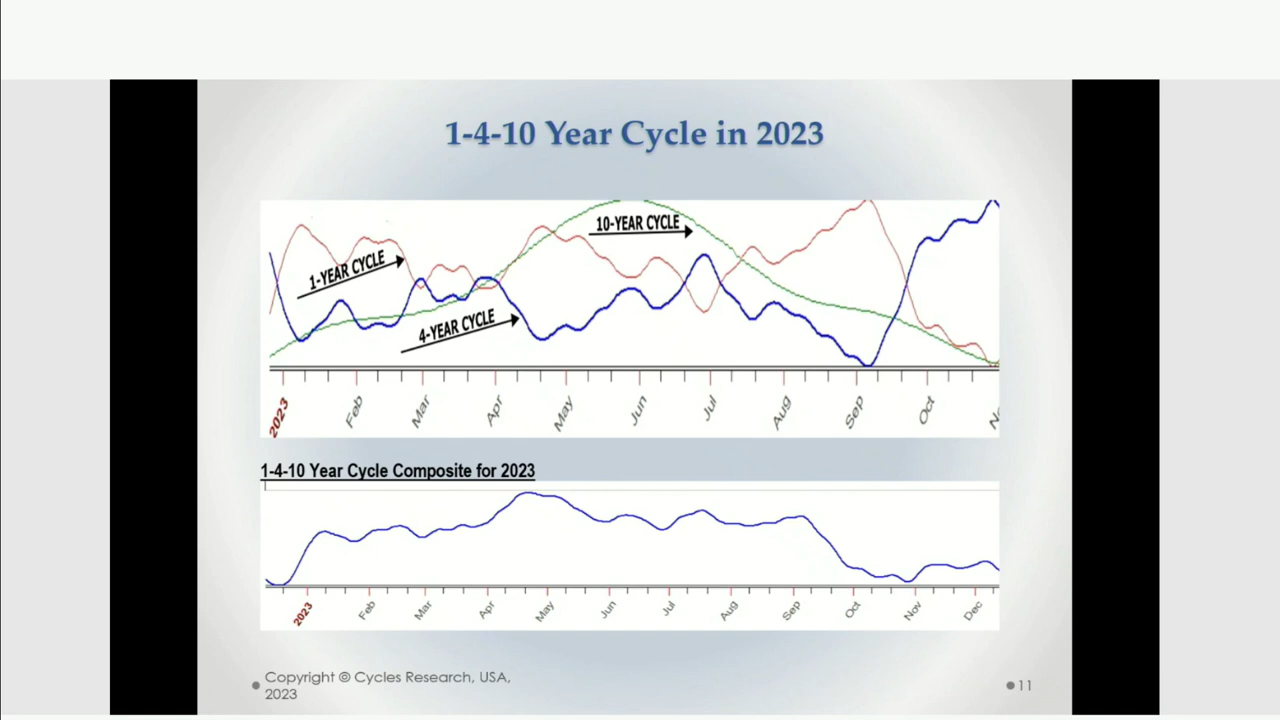 1-4-10 Year Cycle in 2023
10-YEAR CYCLE
1-YEAR CYCLE
4-YEAR CYCLE
2023 Feb Mar Apr May Jun Jul Aug Sep Oct
1-4-10 Year Cycle Composite for 2023
2023 Feb Mar Apr May Jun Jul Aug Sep Oct Nov Dec
Copyright © Cycles Research, USA,
2023
11